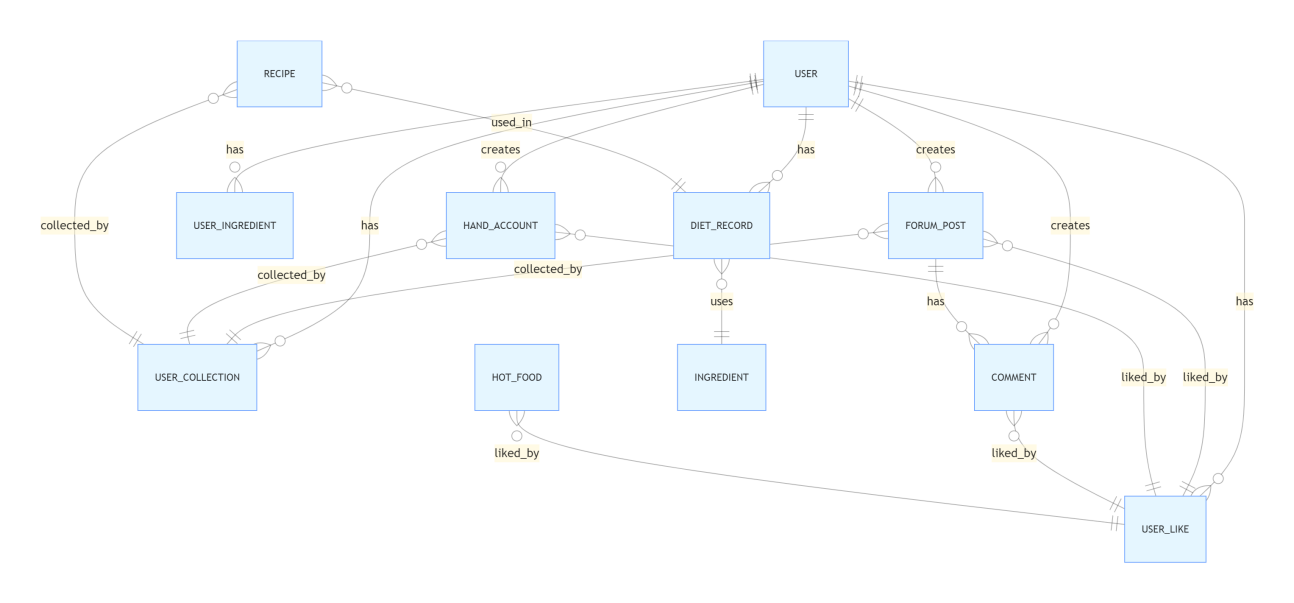 RECIPE
USER
used_in
has
creates
has
creates
USER_INGREDIENT
HAND_ACCOUNT
DIET_RECORD
FORUM_POST
collected_by
has
creates
collected_by
collected_by
uses
has
has
USER_COLLECTION
HOT_FOOD
INGREDIENT
COMMENT
liked_by
liked_by
liked_by
liked_by
USER_LIKE